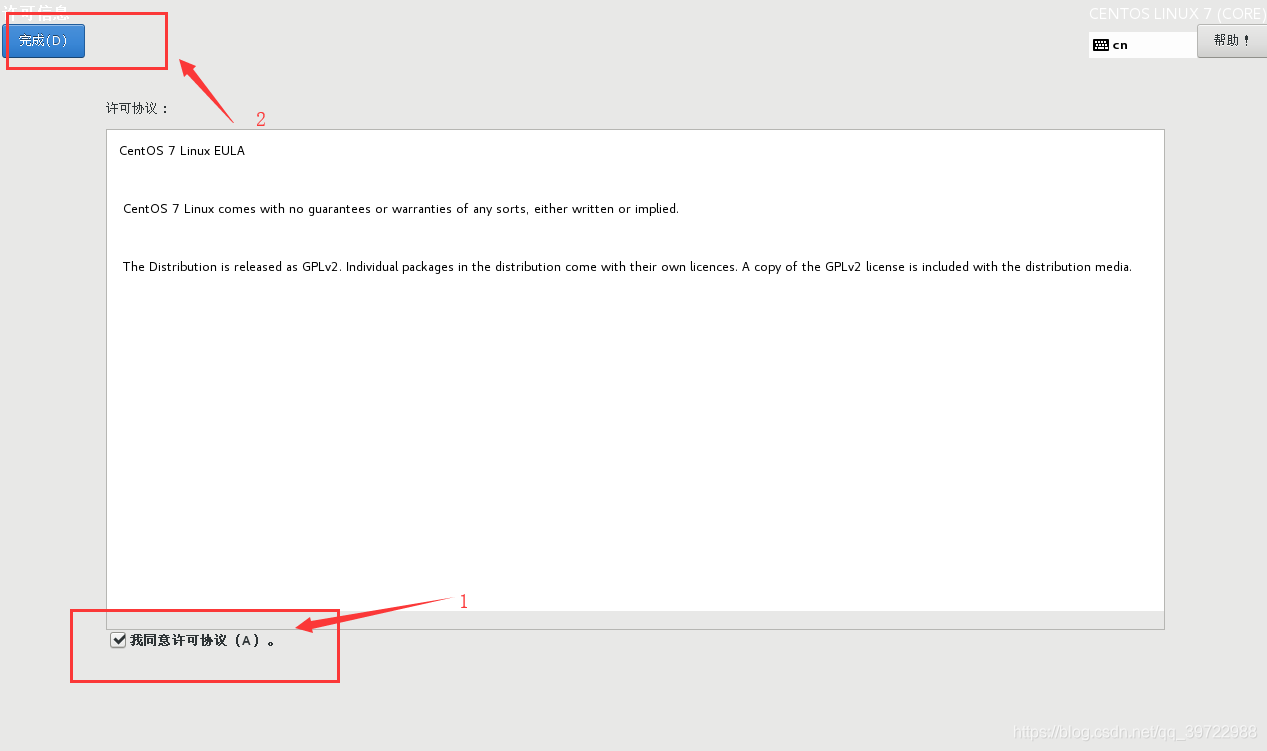 许可信息
CENTOS LINUX 7 (CORE)
完成(D)
cn
帮助！
2
许可协议：
CentOS 7 Linux EULA
CentOS 7 Linux comes with no guarantees or warranties of any sorts, either written or implied.
The Distribution is released as GPLv2. Individual packages in the distribution come with their own licences. A copy of the GPLv2 license is included with the distribution media.
1
我同意许可协议（A）。
https://blog.csdn.net/qq_39722988